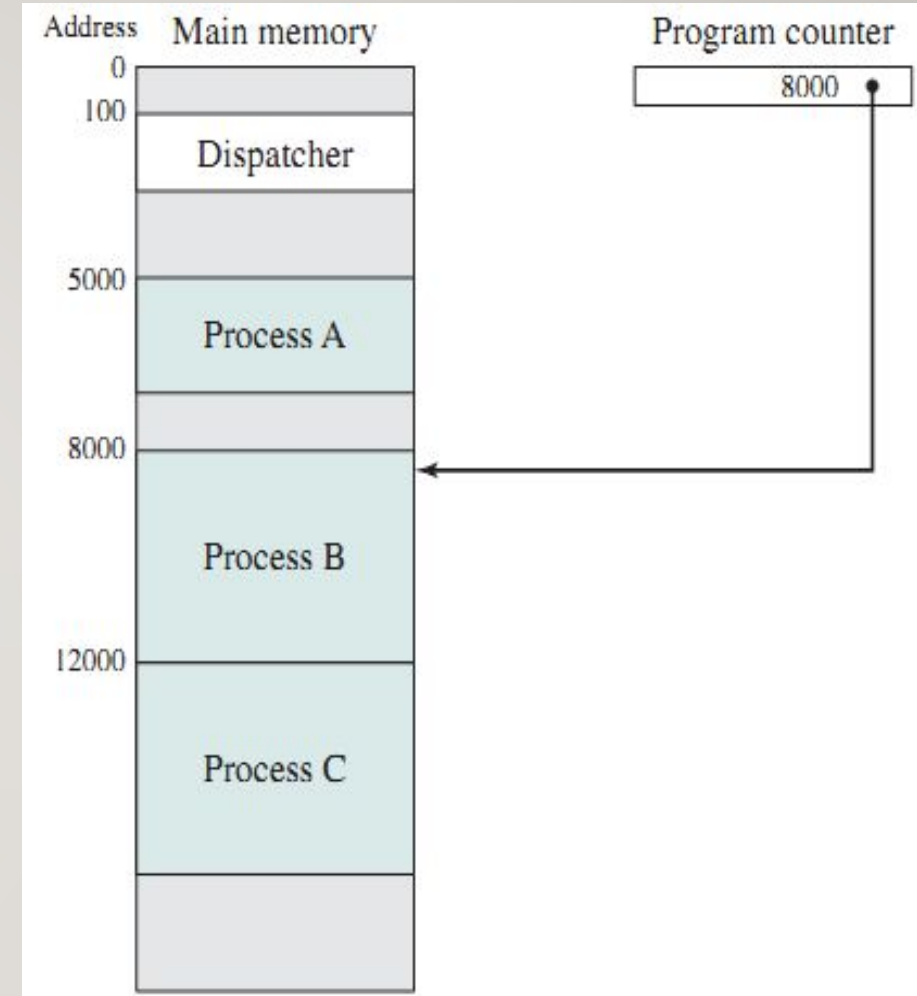 Address Main memory
Program counter
0
8000
100
Dispatcher
5000
Process A
8000
Process B
12000
Process C